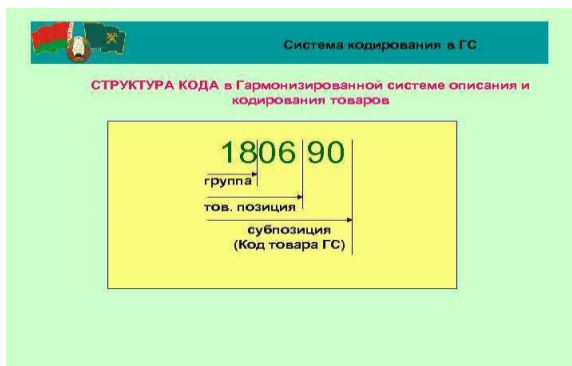 Система кодирования в ГС
СТРУКТУРА КОДА в Гармонизированной системе описания и
кодирования товаров
1806 90
группа
тов. позиция
субпозиция
(Код товара ГС)